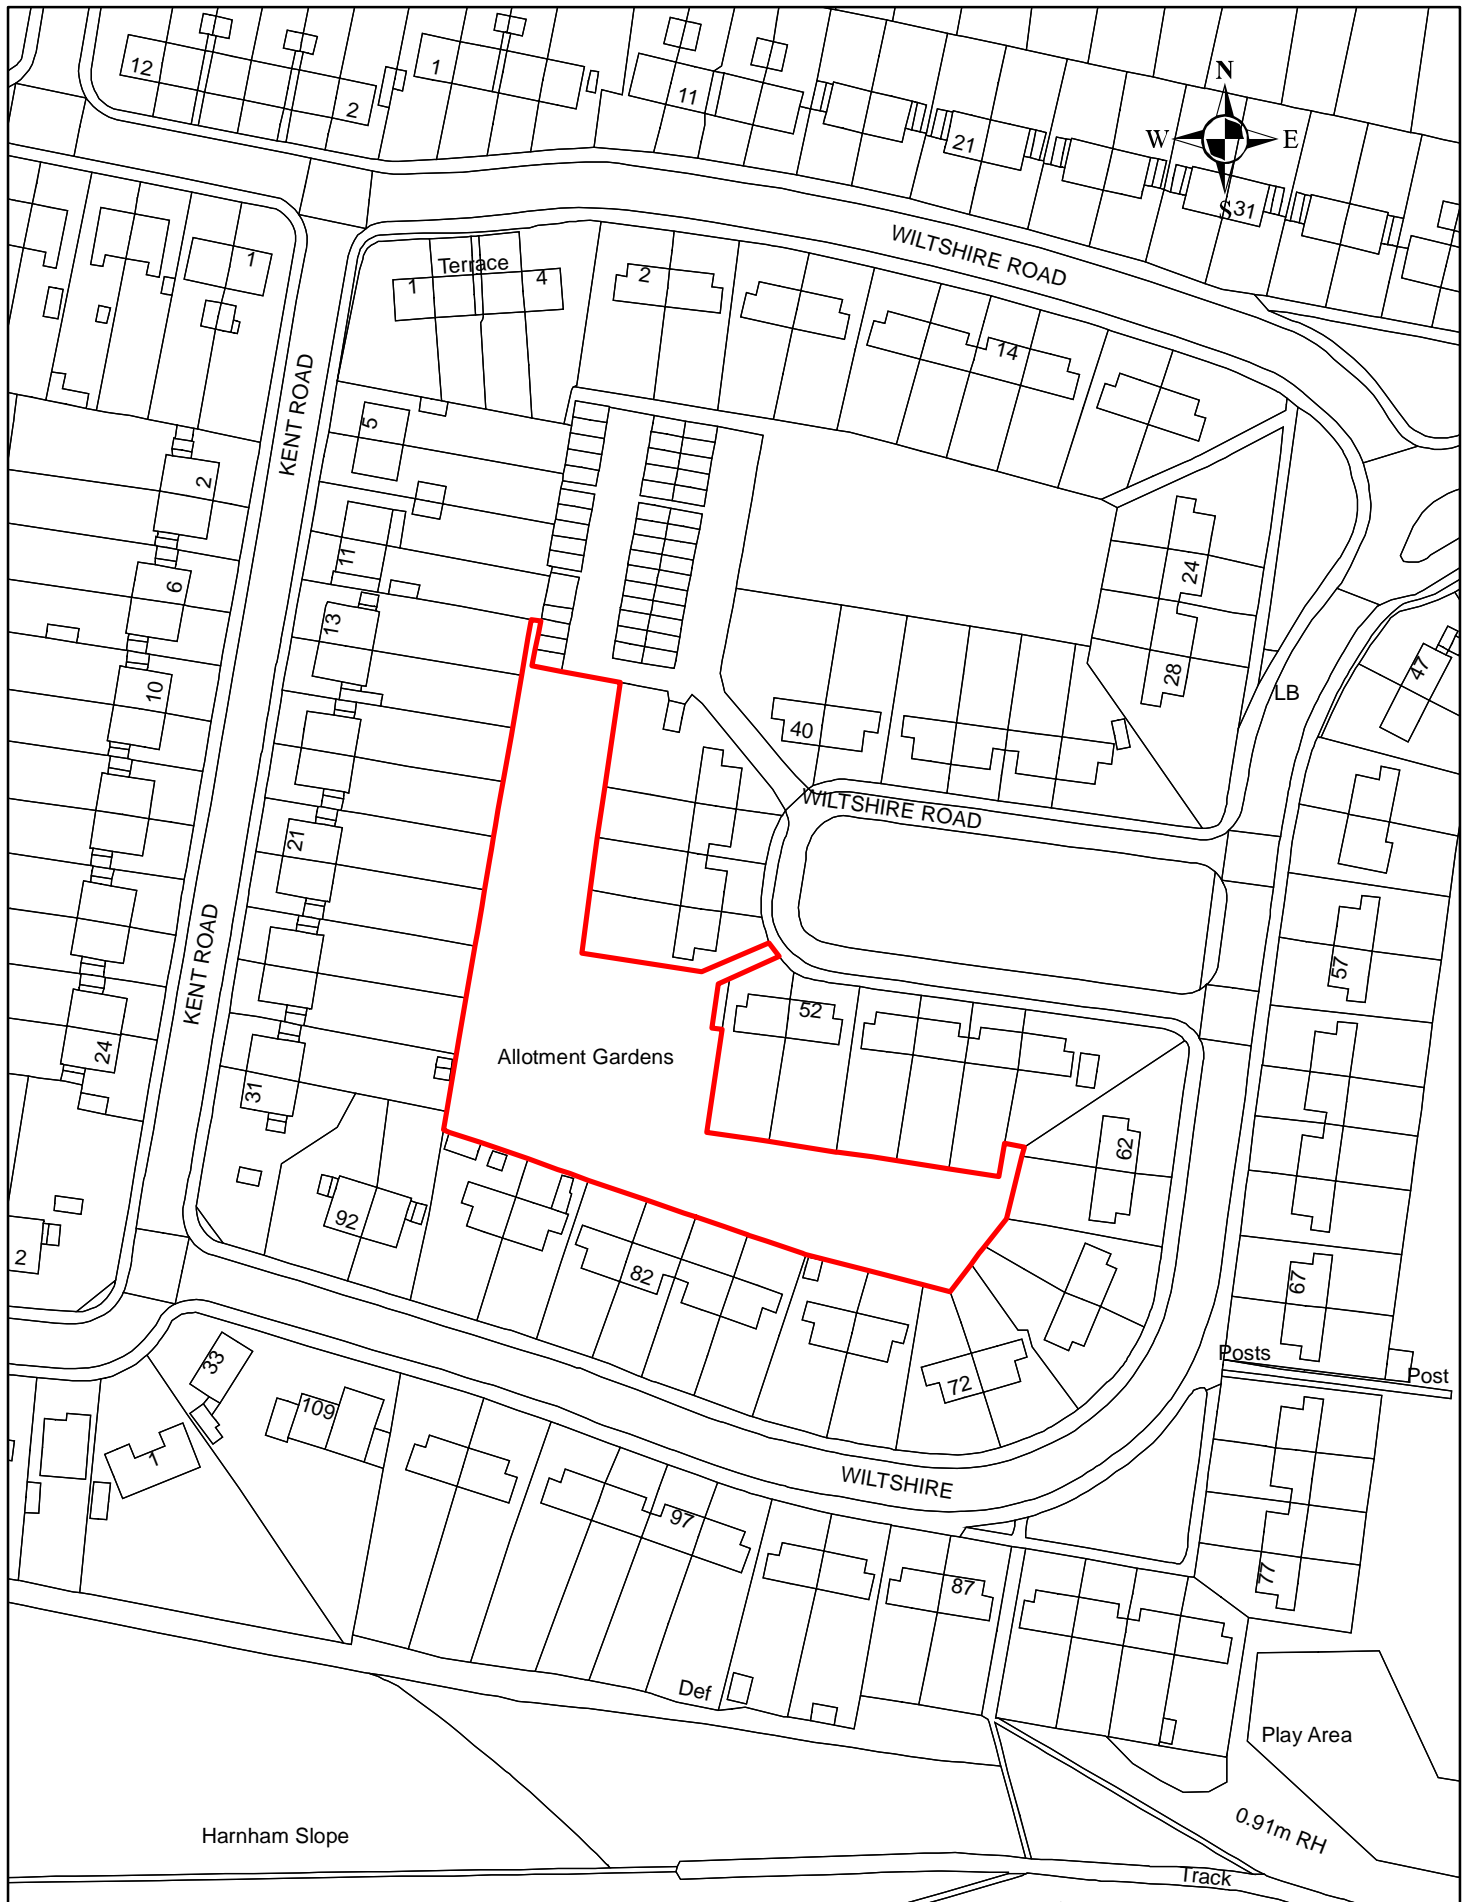 12
2
1
11
21
N
W
E
S
31
WILTSHIRE ROAD
1
Terrace
1
4
2
14
KENT ROAD
5
2
11
24
6
13
28
47
10
LB
40
WILTSHIRE ROAD
21
57
KENT ROAD
52
24
Allotment Gardens
31
62
92
2
82
67
Posts
Post
33
72
109
1
WILTSHIRE
97
77
87
Def
Play Area
0.91m RH
Harnham Slope
Track